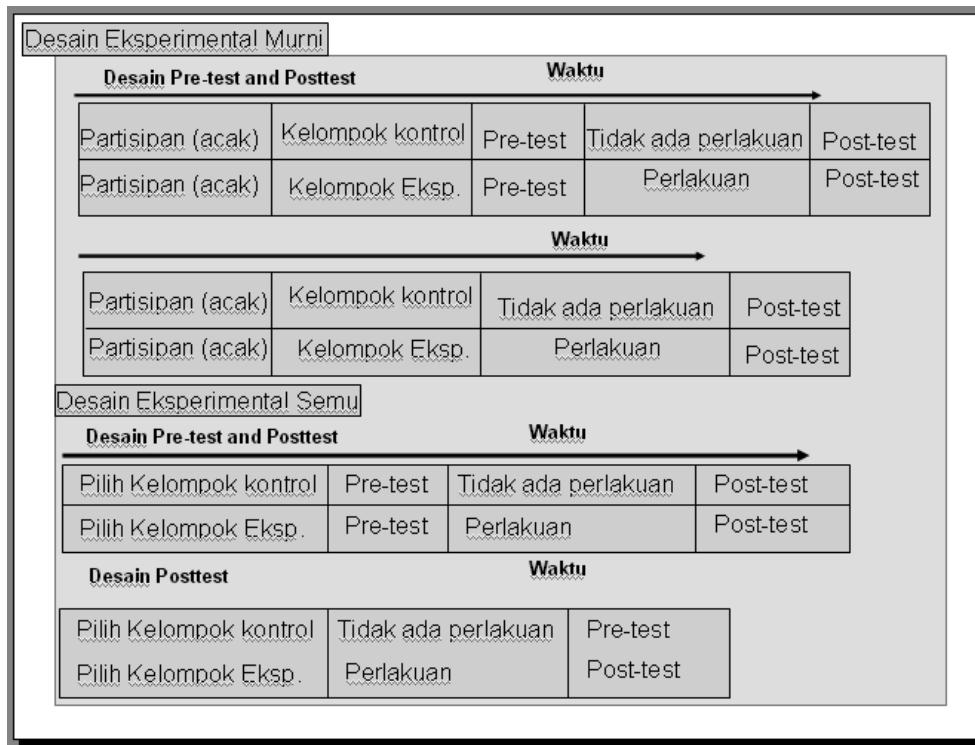 Desain Eksperimental Murni
Desain Pre-test and Posttest Waktu
Partisipan (acak) Kelompok kontrol Pre-test Tidak ada perlakuan Post-test
Partisipan (acak) Kelompok Eksp. Pre-test Perlakuan Post-test
Waktu
Partisipan (acak) Kelompok kontrol Tidak ada perlakuan Post-test
Partisipan (acak) Kelompok Eksp. Perlakuan Post-test
Desain Eksperimental Semu
Desain Pre-test and Posttest Waktu
Pilih Kelompok kontrol Pre-test Tidak ada perlakuan Post-test
Pilih Kelompok Eksp. Pre-test Perlakuan Post-test
Desain Posttest Waktu
Pilih Kelompok kontrol Tidak ada perlakuan Pre-test
Pilih Kelompok Eksp. Perlakuan Post-test